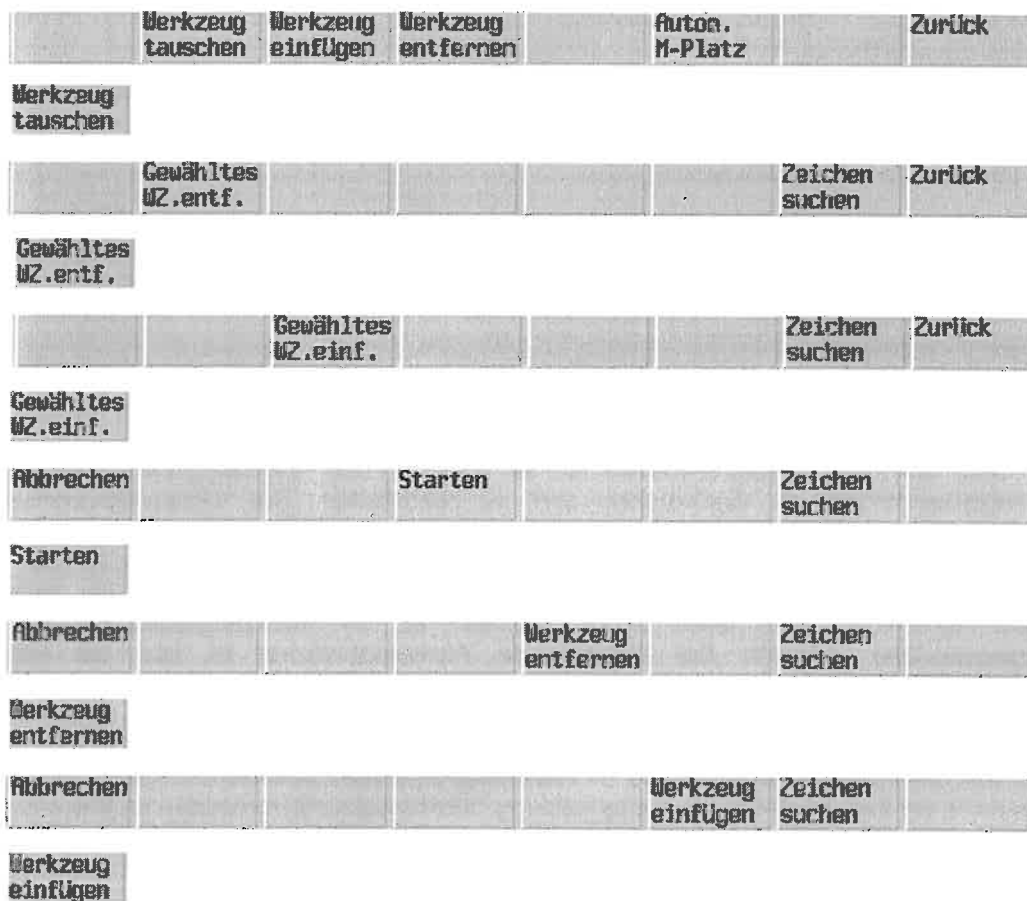 Werkzeug Werkzeug Werkzeug Autom. Zurück
tauschen einfügen entfernen M-Platz
Werkzeug
tauschen
Gewähltes Zeichen Zurück
WZ.entf. suchen
Gewähltes
WZ.entf.
Gewähltes Zeichen Zurück
WZ.einf. suchen
Gewähltes
WZ.einf.
Abbrechen Starten Zeichen
suchen
Starten
Abbrechen Werkzeug Zeichen
entfernen suchen
Werkzeug
entfernen
Abbrechen Werkzeug Zeichen
einfügen suchen
Werkzeug
einfügen